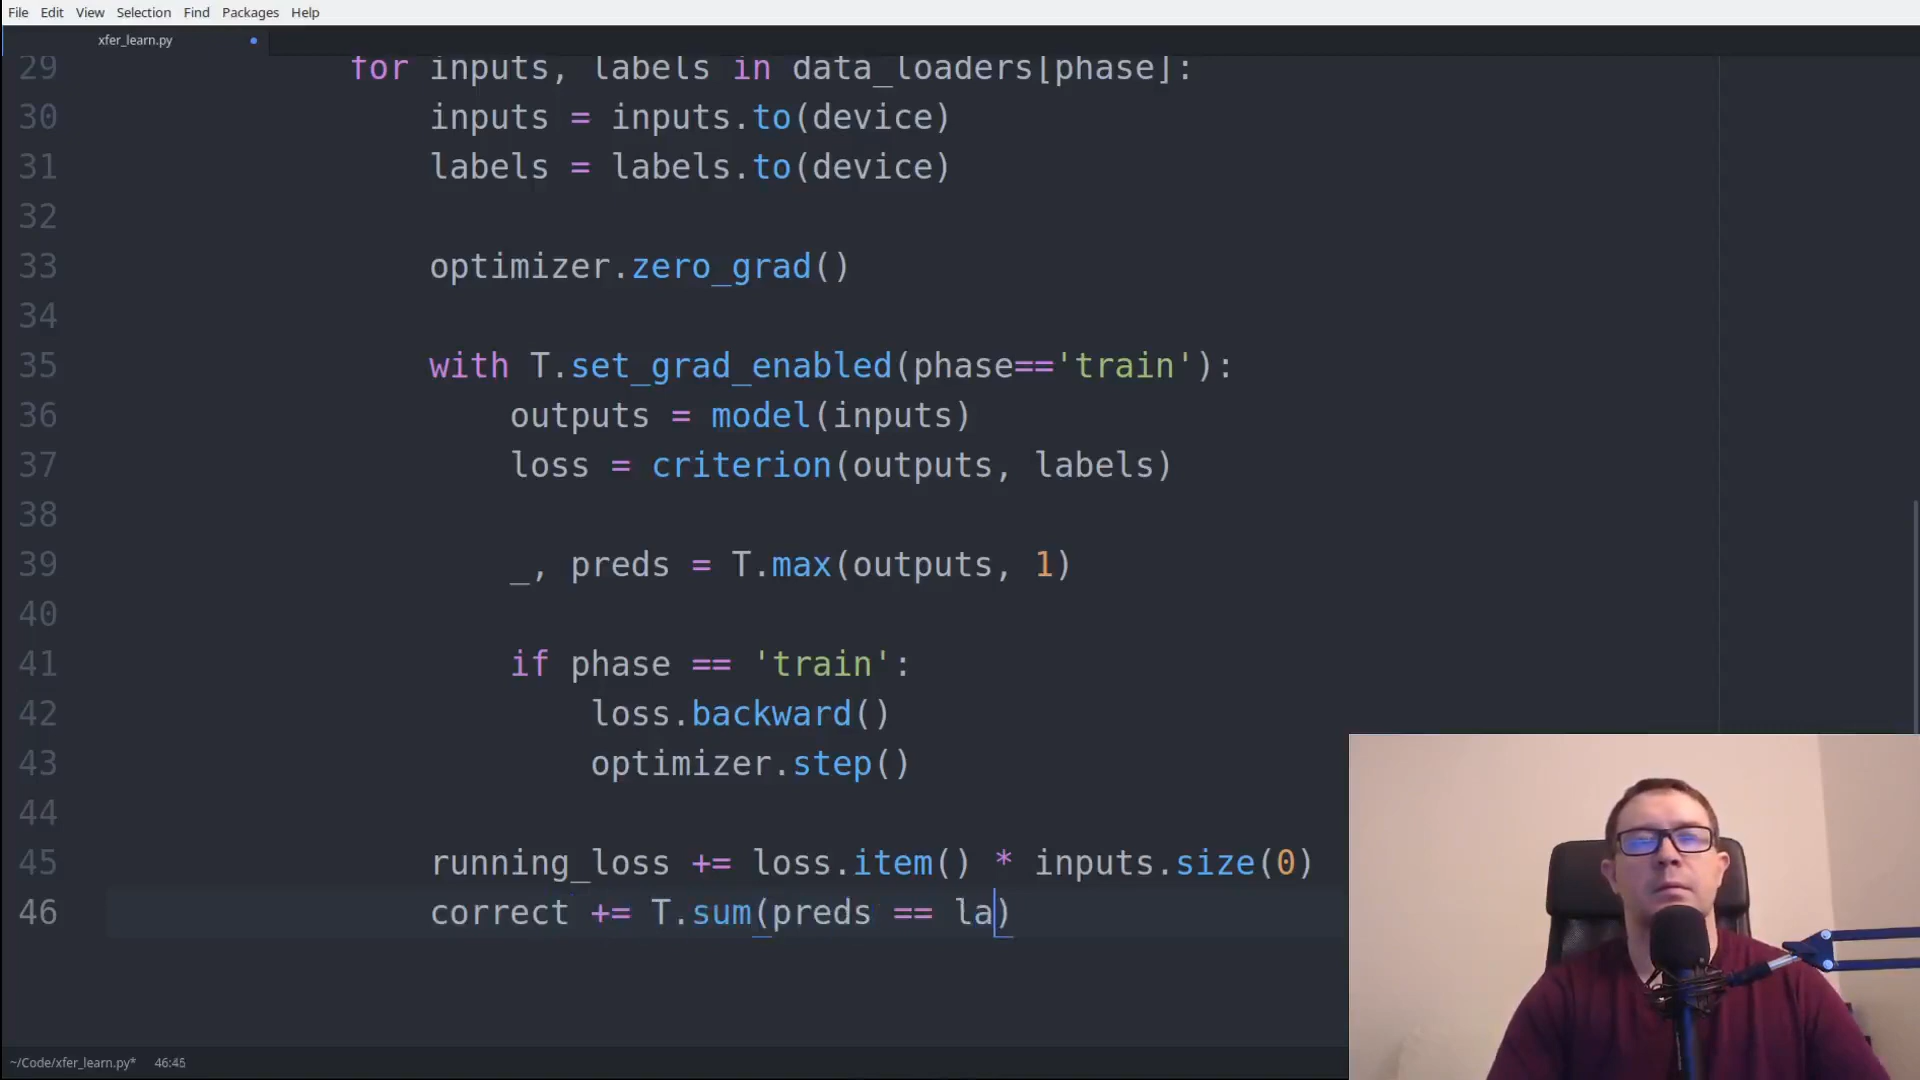 File Edit View Selection Find Packages Help
xfer_learn.py
29 for inputs, labels in data_loaders[phase]:
30 inputs = inputs.to(device)
31 labels = labels.to(device)
32
33 optimizer.zero_grad()
34
35 with T.set_grad_enabled(phase=='train'):
36 outputs = model(inputs)
37 loss = criterion(outputs, labels)
38
39 _, preds = T.max(outputs, 1)
40
41 if phase == 'train':
42 loss.backward()
43 optimizer.step()
44
45 running_loss += loss.item() * inputs.size(0)
46 correct += T.sum(preds == la)
~/Code/xfer_learn.py* 46:45